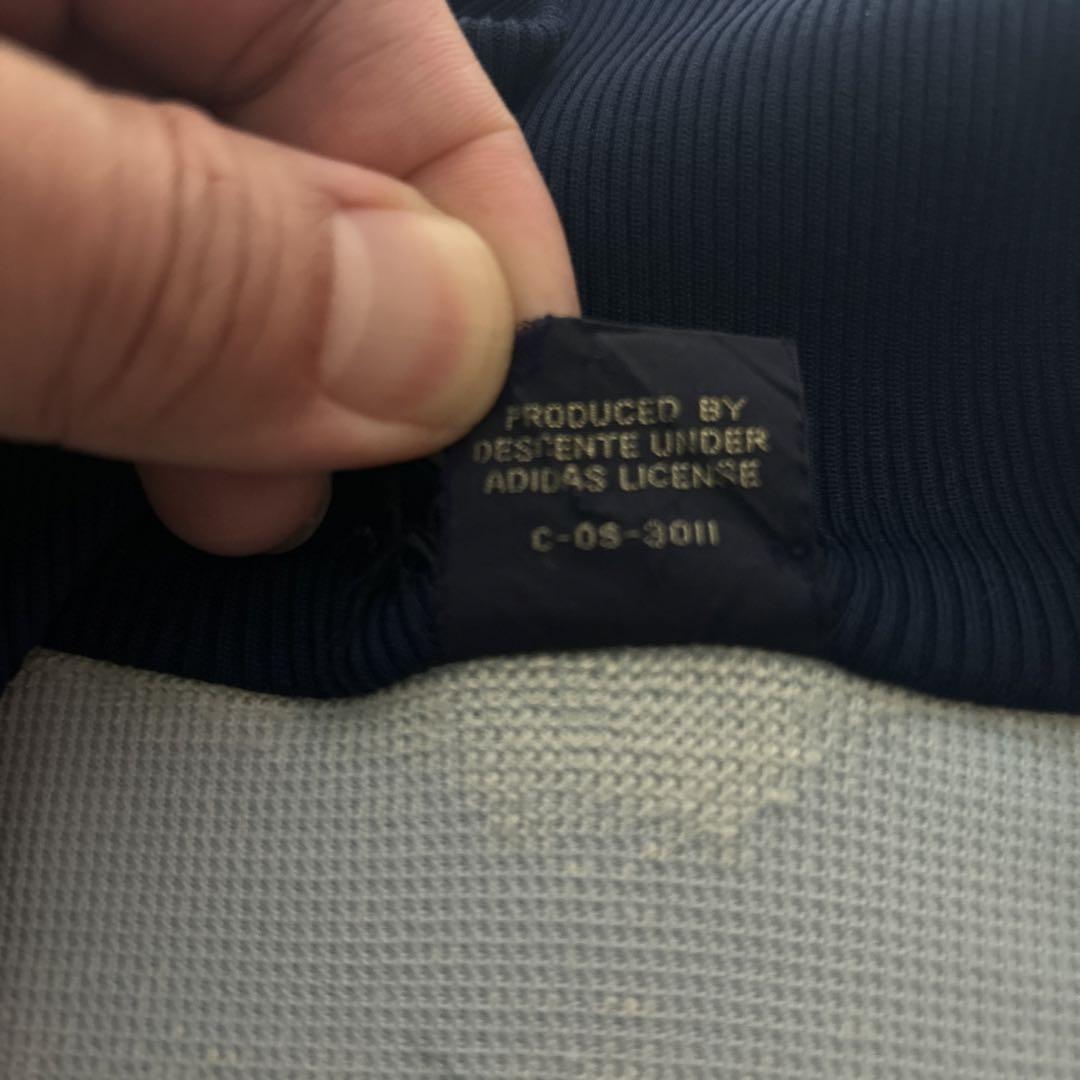 PRODUCED BY
DESCENTE UNDER
ADIDAS LICENSE
C-OS-3011